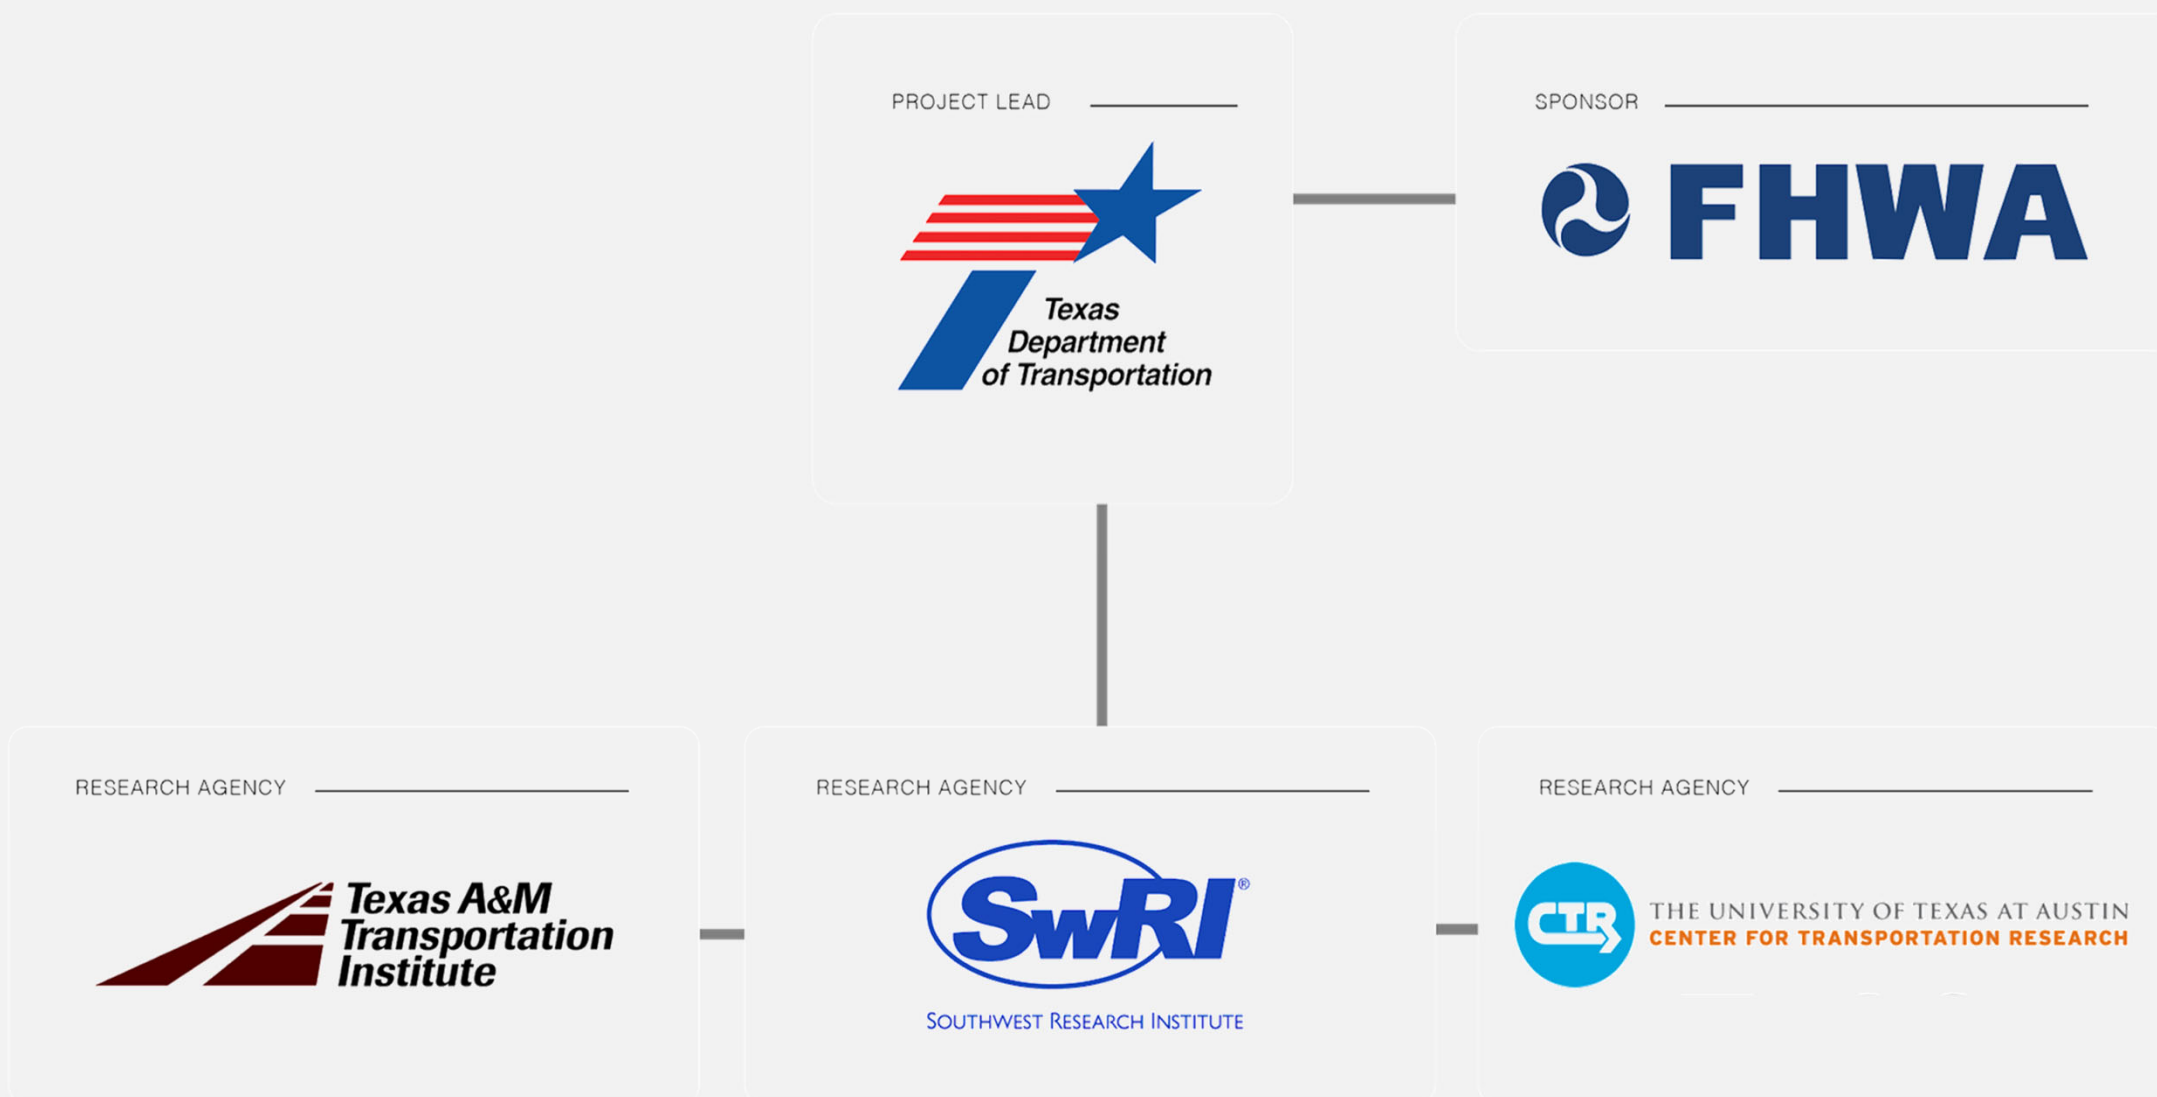 PROJECT LEAD
Texas
Department
of Transportation
SPONSOR
FHWA
RESEARCH AGENCY
Texas A&M
Transportation
Institute
RESEARCH AGENCY
SwRI®
SOUTHWEST RESEARCH INSTITUTE
RESEARCH AGENCY
CTR
THE UNIVERSITY OF TEXAS AT AUSTIN
CENTER FOR TRANSPORTATION RESEARCH